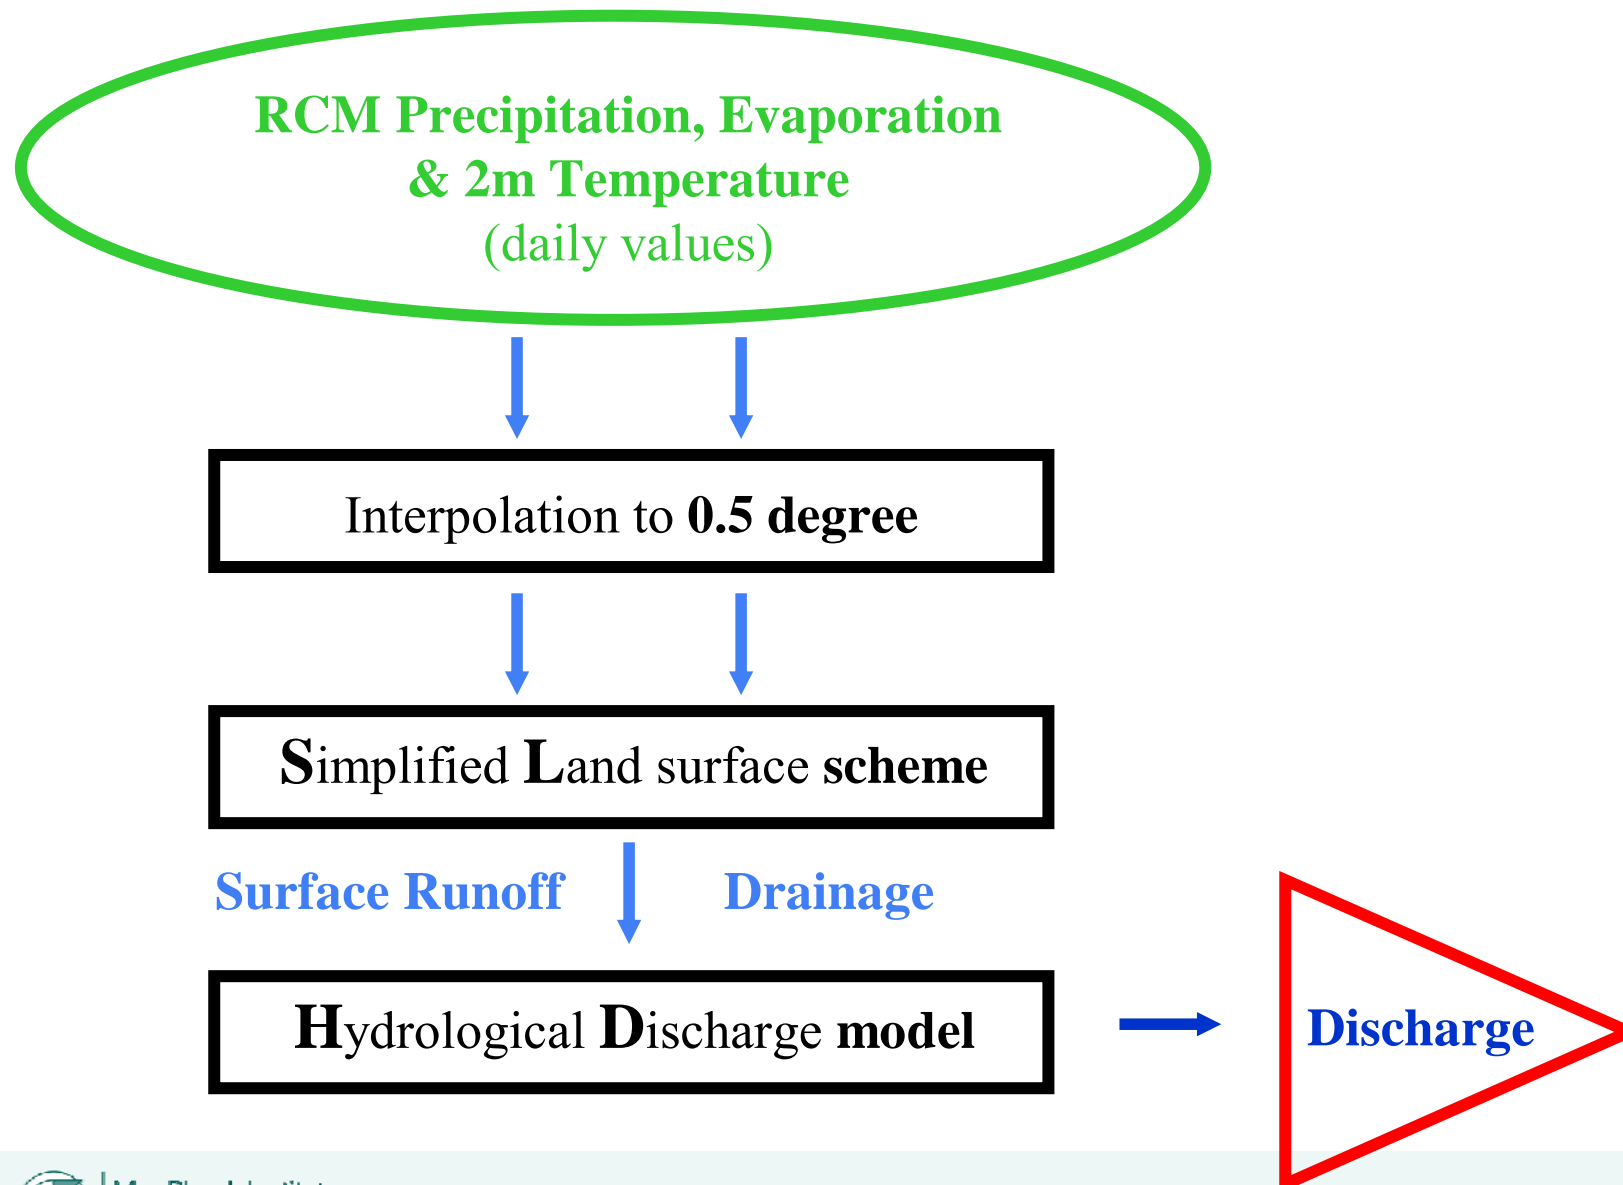 RCM Precipitation, Evaporation
& 2m Temperature
(daily values)
Interpolation to 0.5 degree
Simplified Land surface scheme
Surface Runoff Drainage
Hydrological Discharge model
Discharge